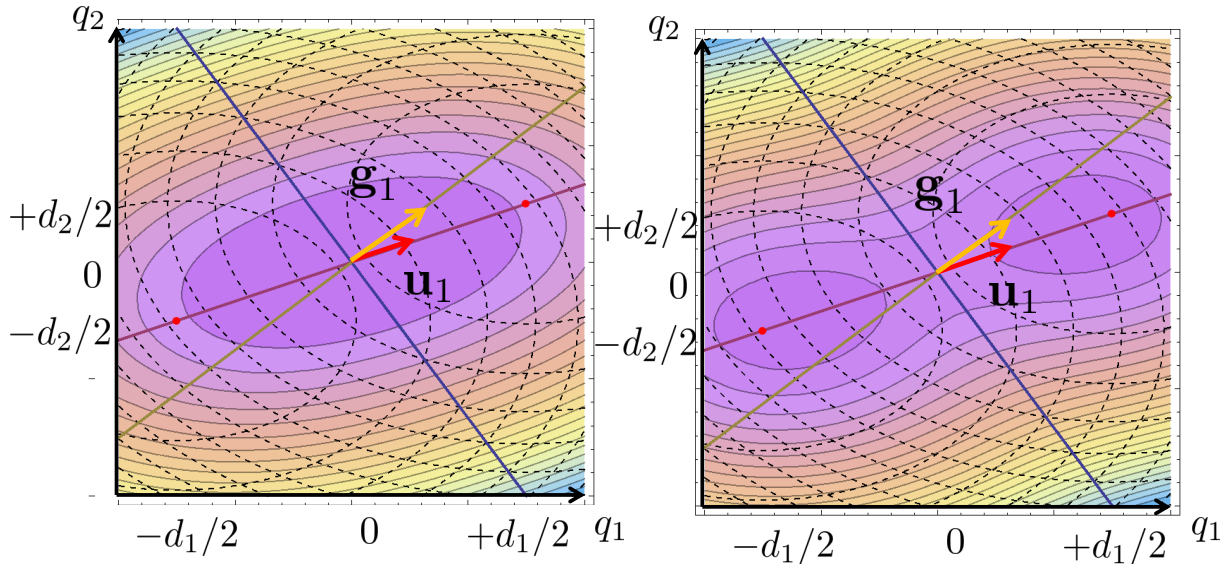 q₂
g₁
+d₂/2
0
u₁
−d₂/2
−d₁/2
0
+d₁/2
q₁
q₂
g₁
+d₂/2
0
u₁
−d₂/2
−d₁/2
0
+d₁/2
q₁